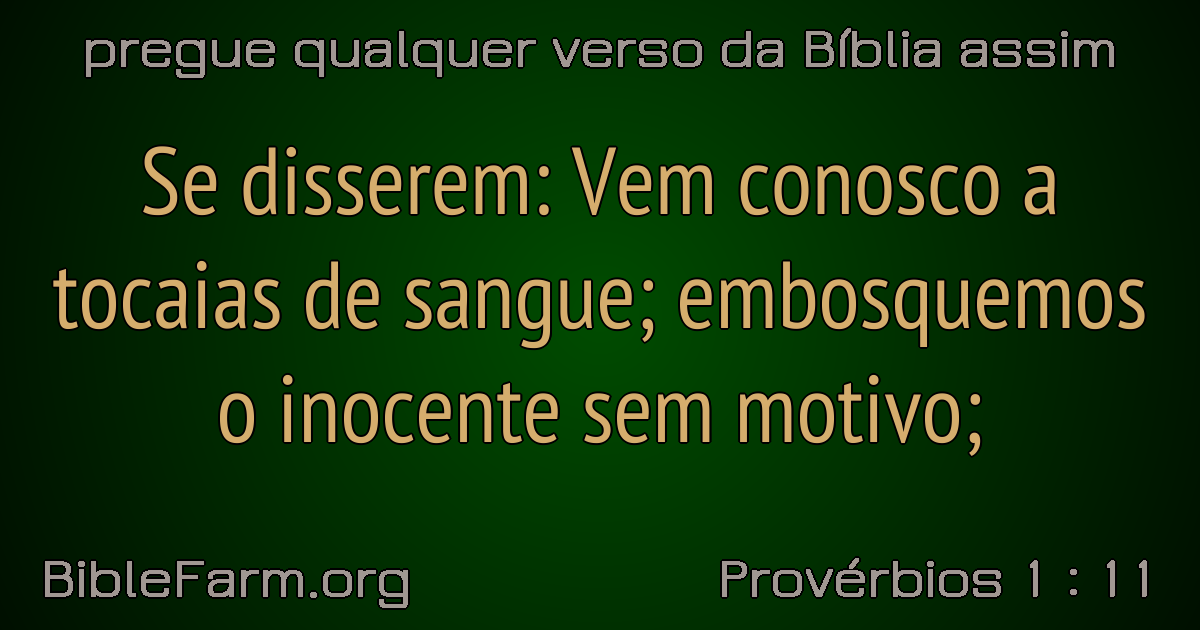 pregue qualquer verso da Bíblia assim
Se disserem: Vem conosco a
tocaias de sangue; embosquemos
o inocente sem motivo;
BibleFarm.org
Provérbios 1 : 11